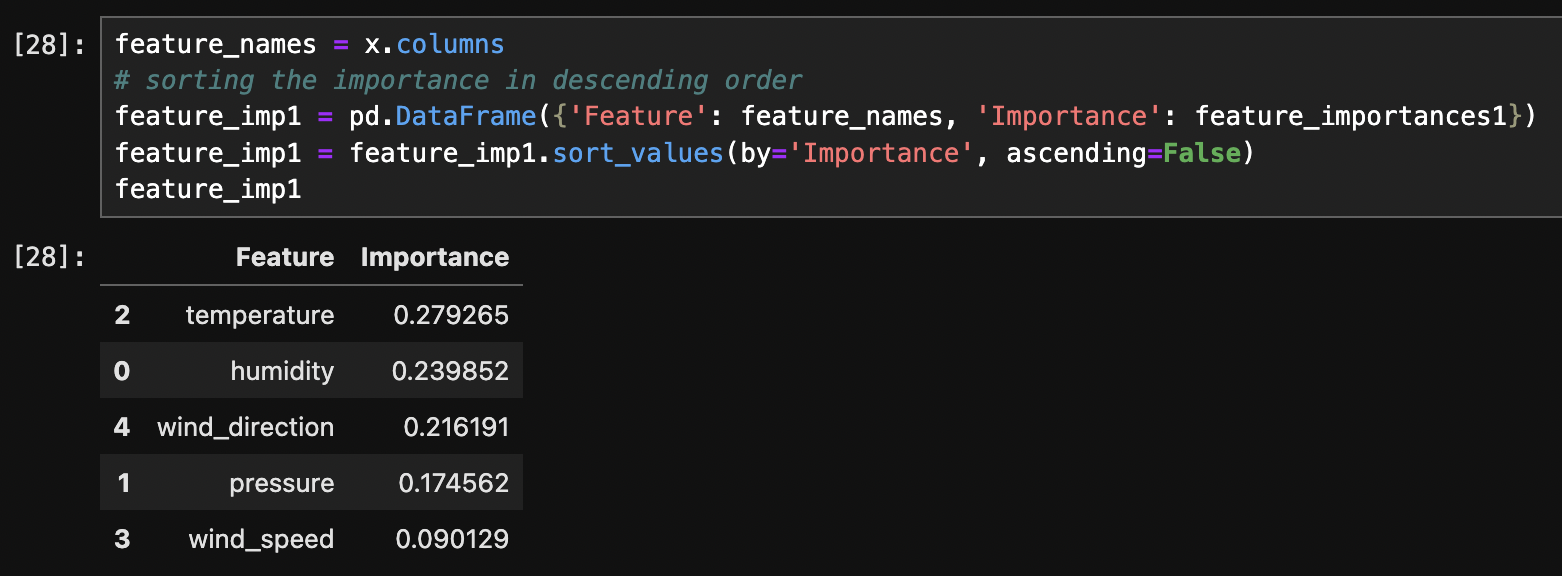 [28]: feature_names = x.columns
# sorting the importance in descending order
feature_imp1 = pd.DataFrame({'Feature': feature_names, 'Importance': feature_importances1})
feature_imp1 = feature_imp1.sort_values(by='Importance', ascending=False)
feature_imp1
[28]: Feature Importance
2 temperature 0.279265
0 humidity 0.239852
4 wind_direction 0.216191
1 pressure 0.174562
3 wind_speed 0.090129